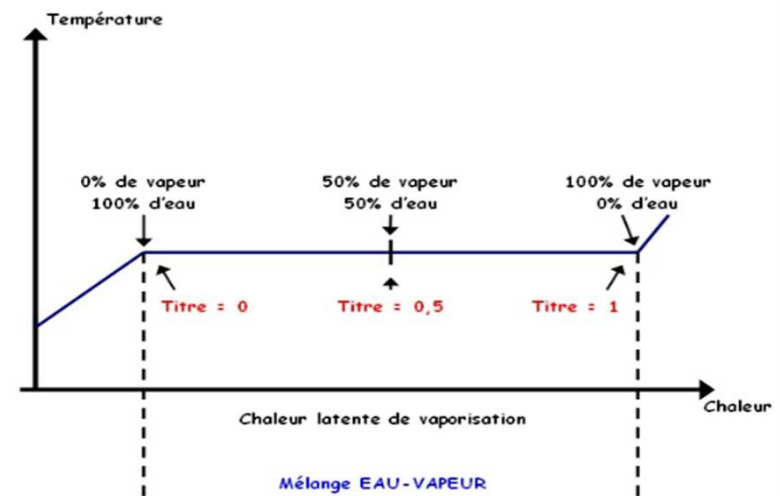 Température
0% de vapeur
100% d'eau
50% de vapeur
50% d'eau
100% de vapeur
0% d'eau
Titre = 0
Titre = 0,5
Titre = 1
Chaleur
Chaleur latente de vaporisation
Mélange EAU-VAPEUR